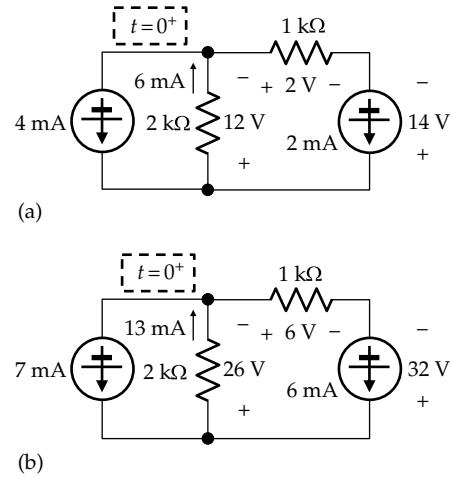 t=0⁺
1 kΩ
6 mA
−
+ 2 V −
−
4 mA
2 kΩ
12 V
2 mA
14 V
+
+
(a)
t=0⁺
1 kΩ
13 mA
−
+ 6 V −
−
7 mA
2 kΩ
26 V
6 mA
32 V
+
+
(b)